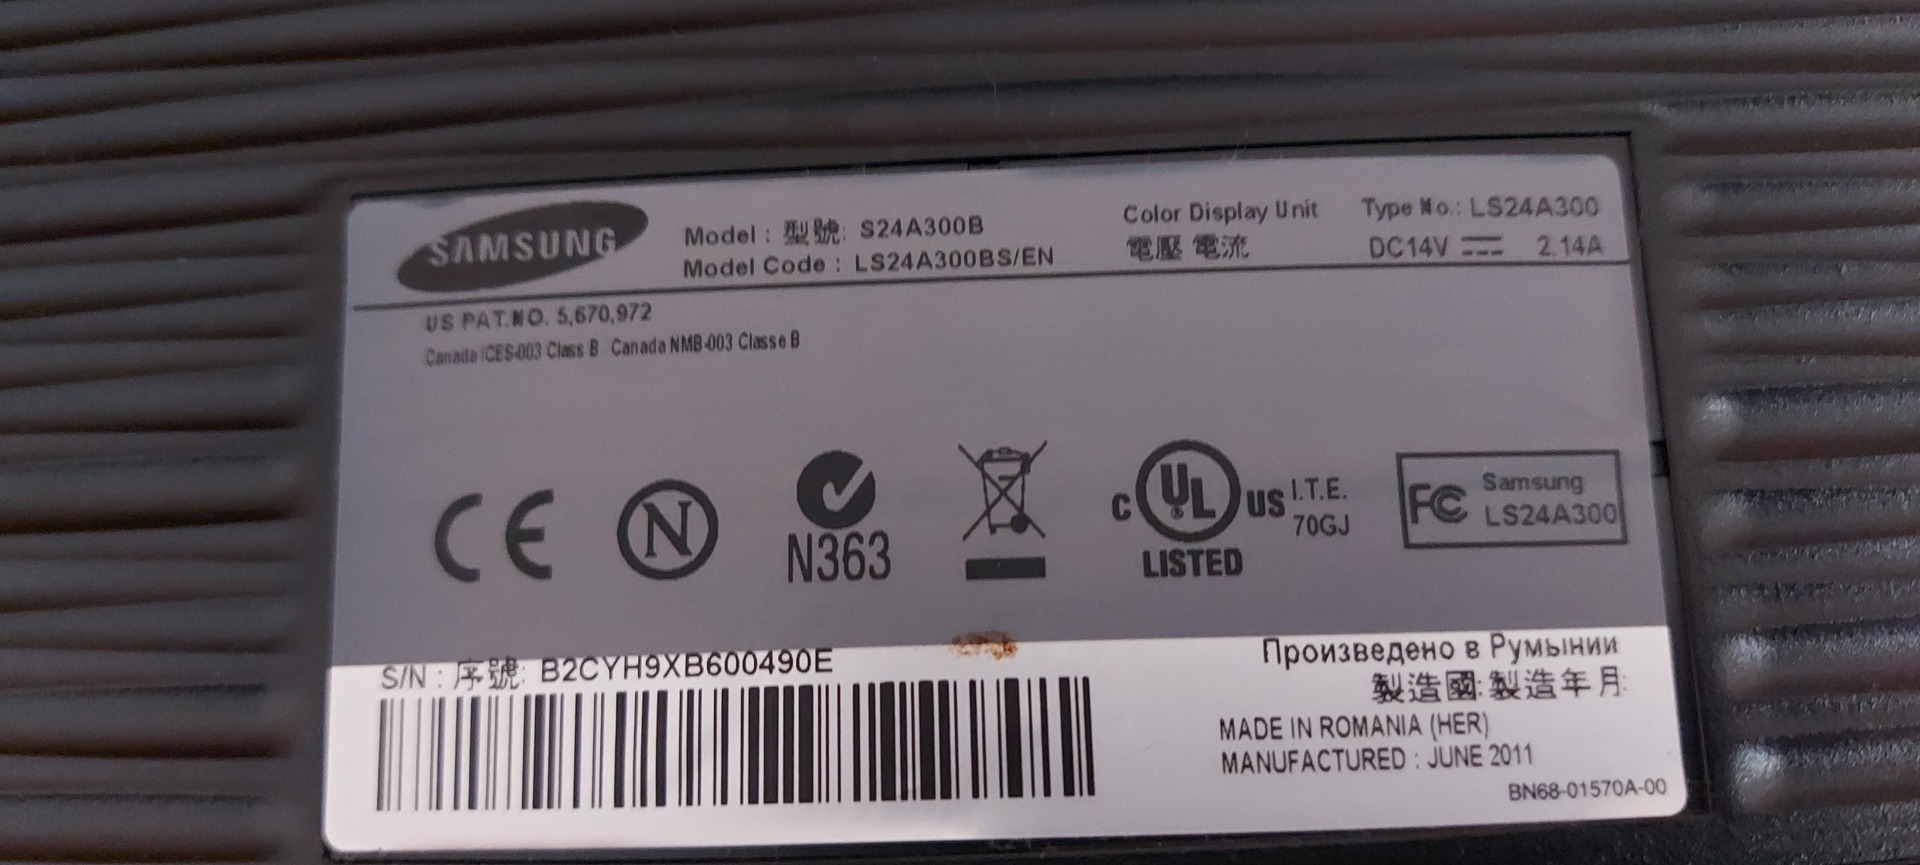 SAMSUNG
Model : 型號: S24A300B
Model Code : LS24A300BS/EN
Color Display Unit
電壓 電流
Type No.: LS24A300
DC14V 2.14A
US PAT.NO. 5,670,972
Canada ICES-003 Class B Canada NMB-003 Classe B
CE
N
N363
C UL ® US
LISTED
I.T.E.
70GJ
FC
Samsung
LS24A300
S/N : 序號: B2CYH9XB600490E
Произведено в Румынии
製造國: 製造年月:
MADE IN ROMANIA (HER)
MANUFACTURED : JUNE 2011
BN68-01570A-00